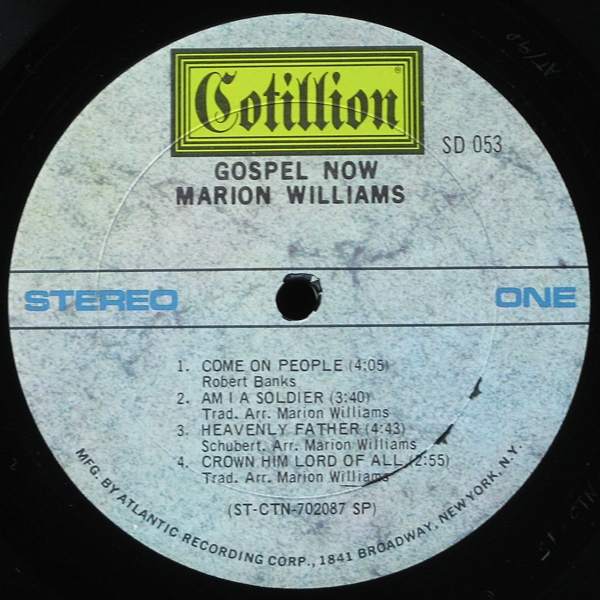 Cotillion®
SD 053
GOSPEL NOW
MARION WILLIAMS
STEREO
ONE
1. COME ON PEOPLE (4:05)
Robert Banks
2. AM I A SOLDIER (3:40)
Trad. Arr. Marion Williams
3. HEAVENLY FATHER (4:43)
Schubert. Arr. Marion Williams
4. CROWN HIM LORD OF ALL (2:55)
Trad. Arr. Marion Williams
(ST-CTN-702087 SP)
MFG. BY ATLANTIC RECORDING CORP., 1841 BROADWAY, NEW YORK, N.Y.
AT/GP